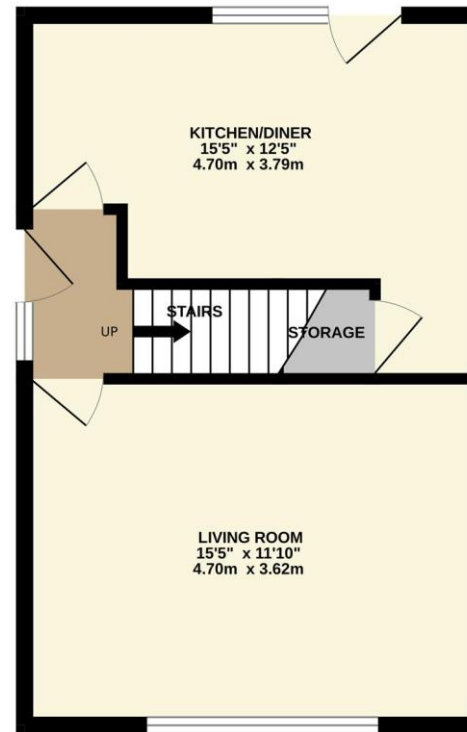 KITCHEN/DINER
15'5" x 12'5"
4.70m x 3.79m
STAIRS
UP
STORAGE
LIVING ROOM
15'5" x 11'10"
4.70m x 3.62m